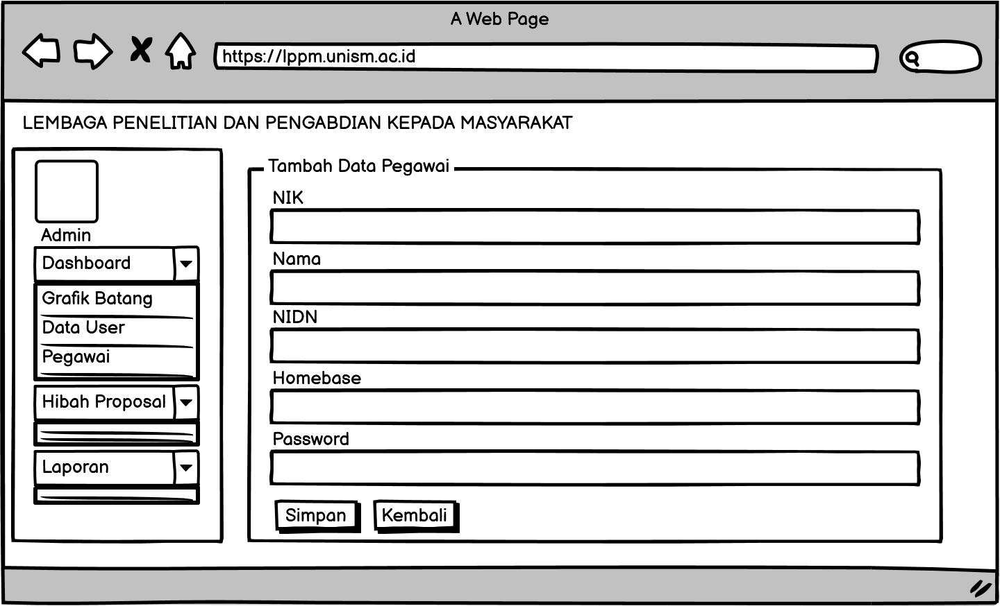 A Web Page
https://lppm.unism.ac.id
LEMBAGA PENELITIAN DAN PENGABDIAN KEPADA MASYARAKAT
Admin
Dashboard
Grafik Batang
Data User
Pegawai
Hibah Proposal
Laporan
Tambah Data Pegawai
NIK
Nama
NIDN
Homebase
Password
Simpan Kembali